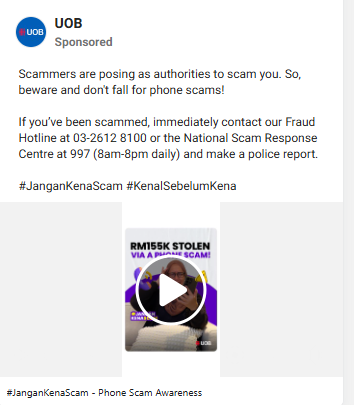 UOB
UOB
Sponsored
Scammers are posing as authorities to scam you. So,
beware and don't fall for phone scams!
If you've been scammed, immediately contact our Fraud
Hotline at 03-2612 8100 or the National Scam Response
Centre at 997 (8am-8pm daily) and make a police report.
#JanganKenaScam #KenalSebelumKena
RM155K STOLEN
VIA A PHONE SCAM!
#JANGAN
KENASCAM
UOB
#JanganKenaScam - Phone Scam Awareness